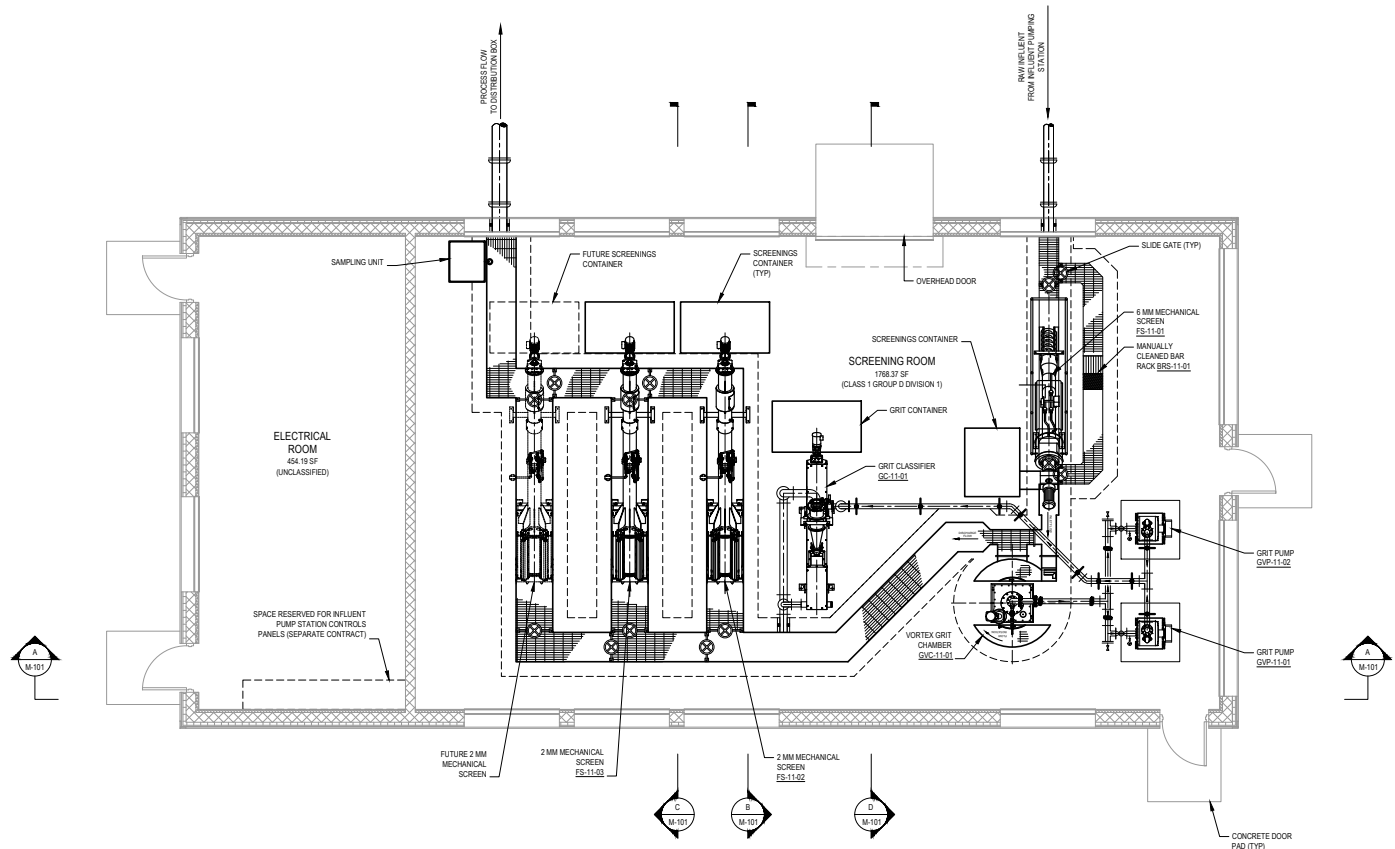 PROCESS FLOW
TO DISTRIBUTION BOX
RAW INFLUENT
FROM INFLUENT PUMPING
STATION
SAMPLING UNIT
FUTURE SCREENINGS
CONTAINER
SCREENINGS
CONTAINER
(TYP)
OVERHEAD DOOR
SLIDE GATE (TYP)
6 MM MECHANICAL
SCREEN
FS-11-01
MANUALLY
CLEANED BAR
RACK BRS-11-01
SCREENINGS CONTAINER
SCREENING ROOM
1768.37 SF
(CLASS 1 GROUP D DIVISION 1)
GRIT CONTAINER
GRIT CLASSIFIER
GC-11-01
ELECTRICAL
ROOM
454.19 SF
(UNCLASSIFIED)
GRIT PUMP
GVP-11-02
SPACE RESERVED FOR INFLUENT
PUMP STATION CONTROLS
PANELS (SEPARATE CONTRACT)
VORTEX GRIT
CHAMBER
GVC-11-01
GRIT PUMP
GVP-11-01
A
M-101
A
M-101
FUTURE 2 MM
MECHANICAL
SCREEN
2 MM MECHANICAL
SCREEN
FS-11-03
2 MM MECHANICAL
SCREEN
FS-11-02
C
M-101
B
M-101
D
M-101
CONCRETE DOOR
PAD (TYP)